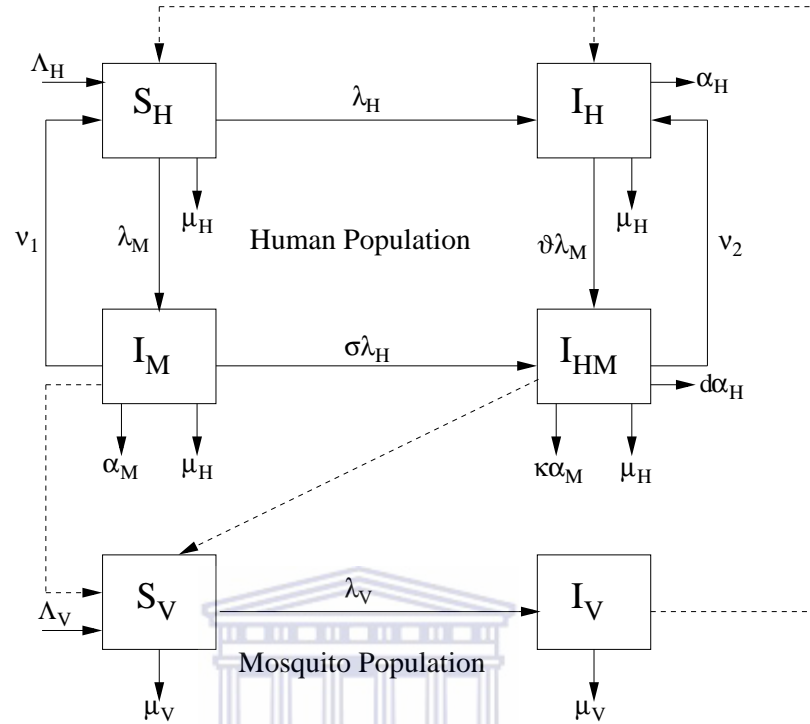 Λ_H
S_H
λ_H
I_H
α_H
μ_H
μ_H
ν_1
λ_M
Human Population
ϑλ_M
ν_2
I_M
σλ_H
I_HM
dα_H
α_M
μ_H
κα_M
μ_H
S_V
λ_V
I_V
Λ_V
Mosquito Population
μ_V
μ_V